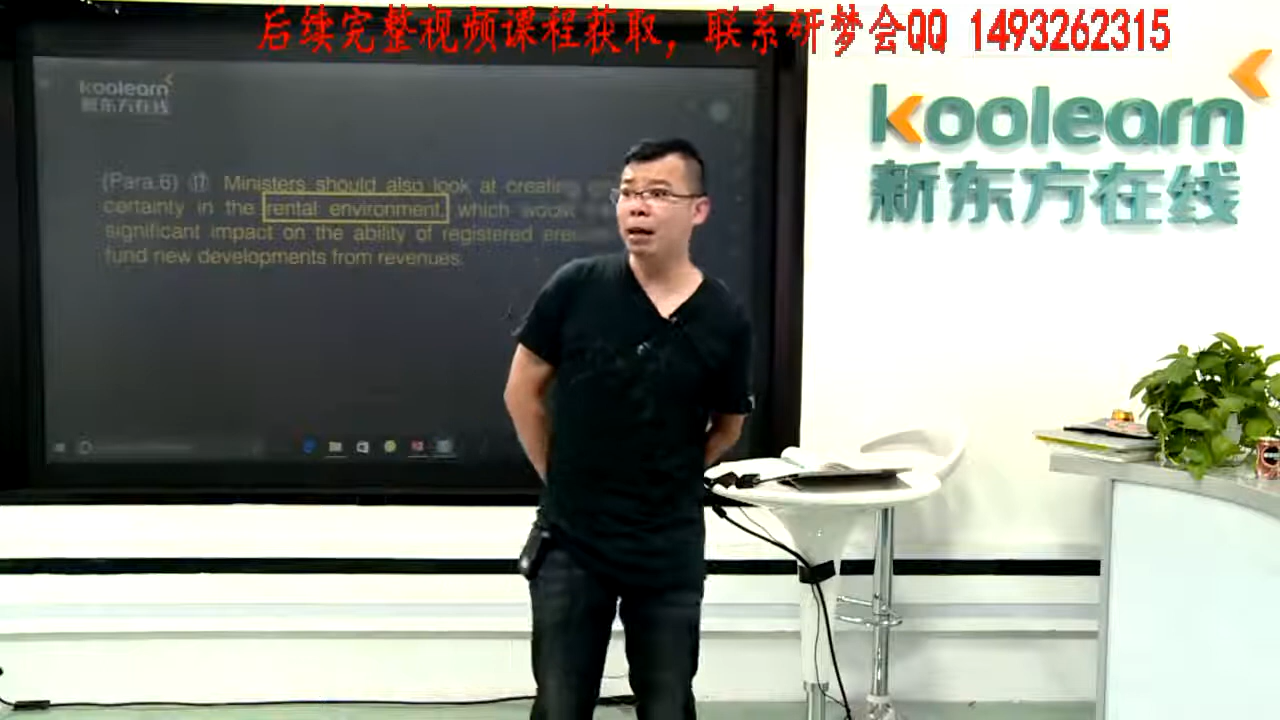 后续完整视频课程获取，联系研梦会QQ 1493262315
koolearn
新东方在线
koolearn
新东方在线
(Para.6) ⑰ Ministers should also look at creatin
certainty in the rental environment, which would
significant impact on the ability of registered
fund new developments from revenues.